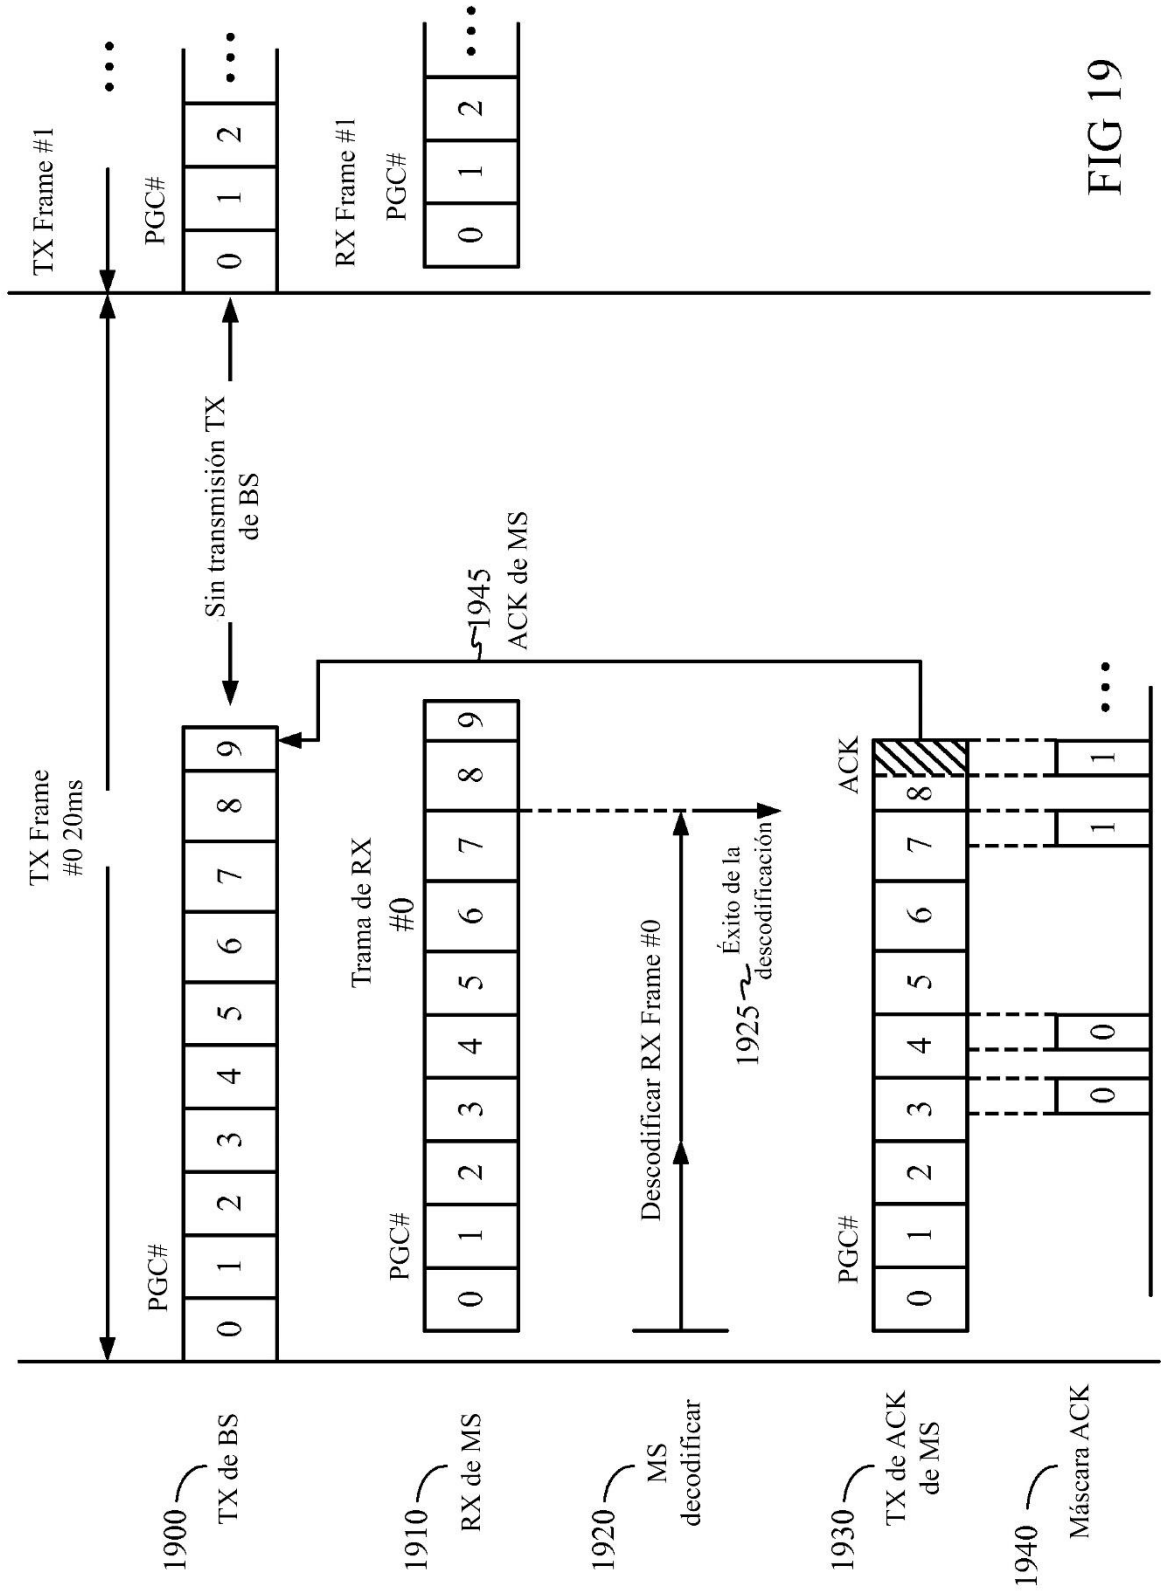 TX Frame
#0 20ms
TX Frame #1
...
1900
TX de BS
PGC#
0 1 2 3 4 5 6 7 8 9
Sin transmisión TX
de BS
PGC#
0 1 2 ...
1910
RX de MS
PGC#
Trama de RX
#0
0 1 2 3 4 5 6 7 8 9
1945
ACK de MS
RX Frame #1
PGC#
0 1 2 ...
1920
MS
decodificar
Descodificar RX Frame #0
1925
Éxito de la
descodificación
1930
TX de ACK
de MS
PGC#
ACK
0 1 2 3 4 5 6 7 8
1940
Máscara ACK
0 0 1 1 ...
FIG 19